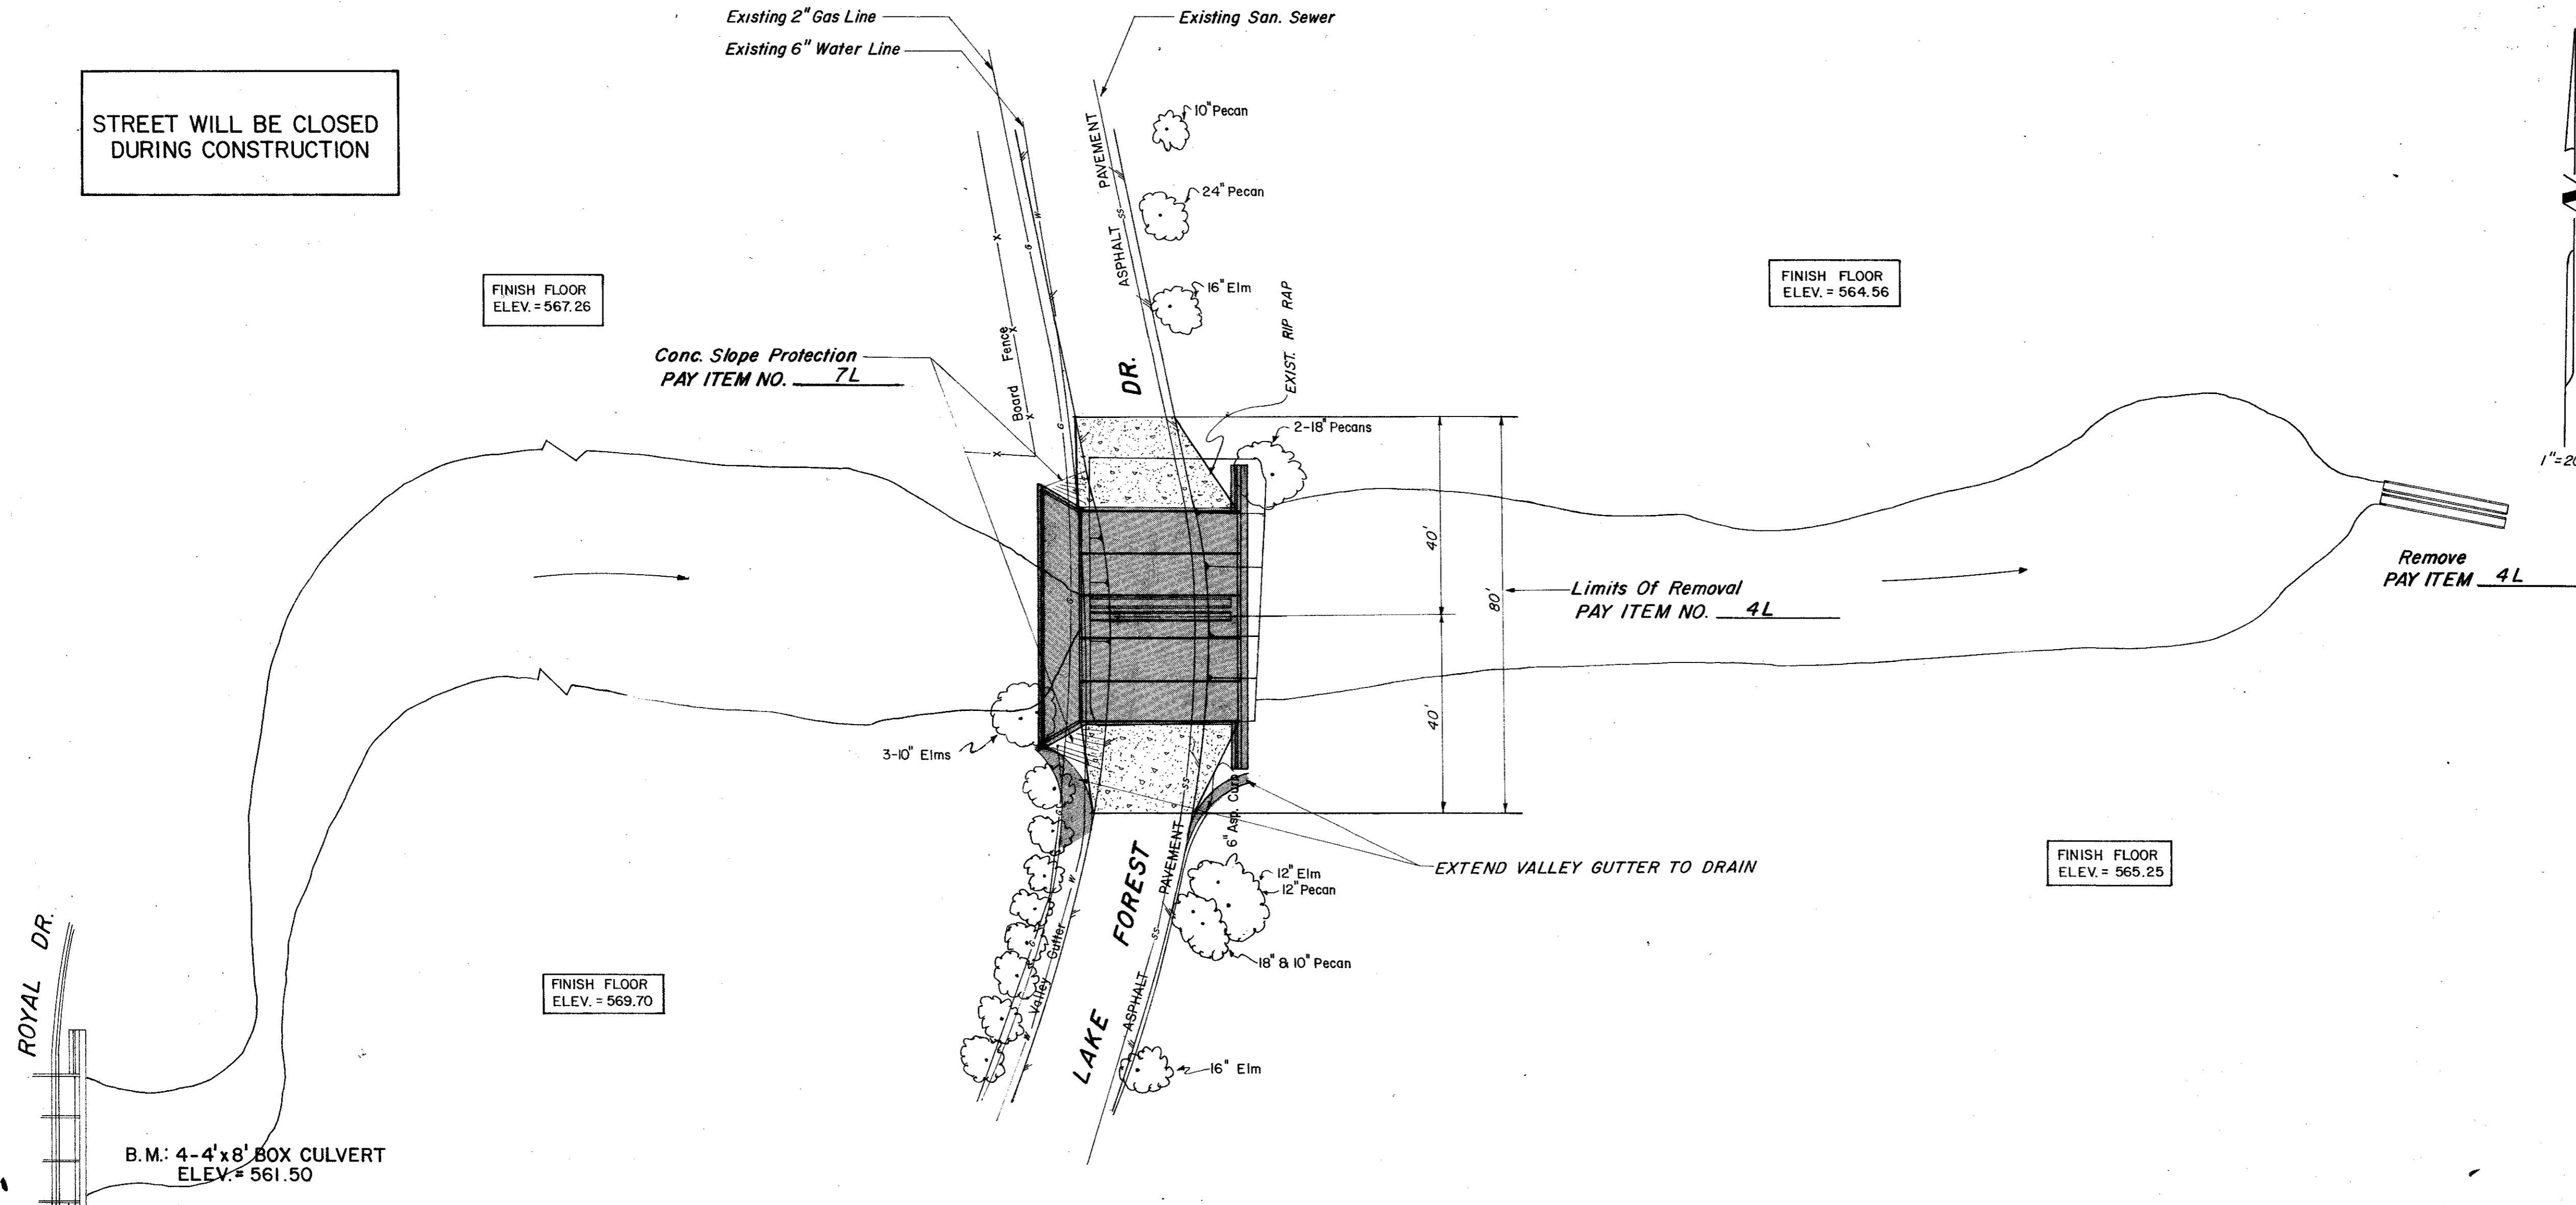 Existing 2" Gas Line
Existing 6" Water Line
Existing San. Sewer
STREET WILL BE CLOSED
DURING CONSTRUCTION
10" Pecan
24" Pecan
16" Elm
ASPHALT PAVEMENT
SS
W
G
X
FINISH FLOOR
ELEV. = 567.26
FINISH FLOOR
ELEV. = 564.56
Conc. Slope Protection
PAY ITEM NO. 7L
Board Fence
X
X
G
DR.
EXIST. RIP RAP
2-18" Pecans
X
1"=20
40'
80'
40'
Limits Of Removal
PAY ITEM NO. 4L
Remove
PAY ITEM 4L
G
3-10" Elms
SS
G
6" Asp. Curb
EXTEND VALLEY GUTTER TO DRAIN
FINISH FLOOR
ELEV. = 565.25
12" Elm
12" Pecan
18" & 10" Pecan
16" Elm
LAKE FOREST
ASPHALT PAVEMENT
SS
Valley Gutter
W
G
W
FINISH FLOOR
ELEV. = 569.70
ROYAL DR.
B.M.: 4-4'x8' BOX CULVERT
ELEV.= 561.50